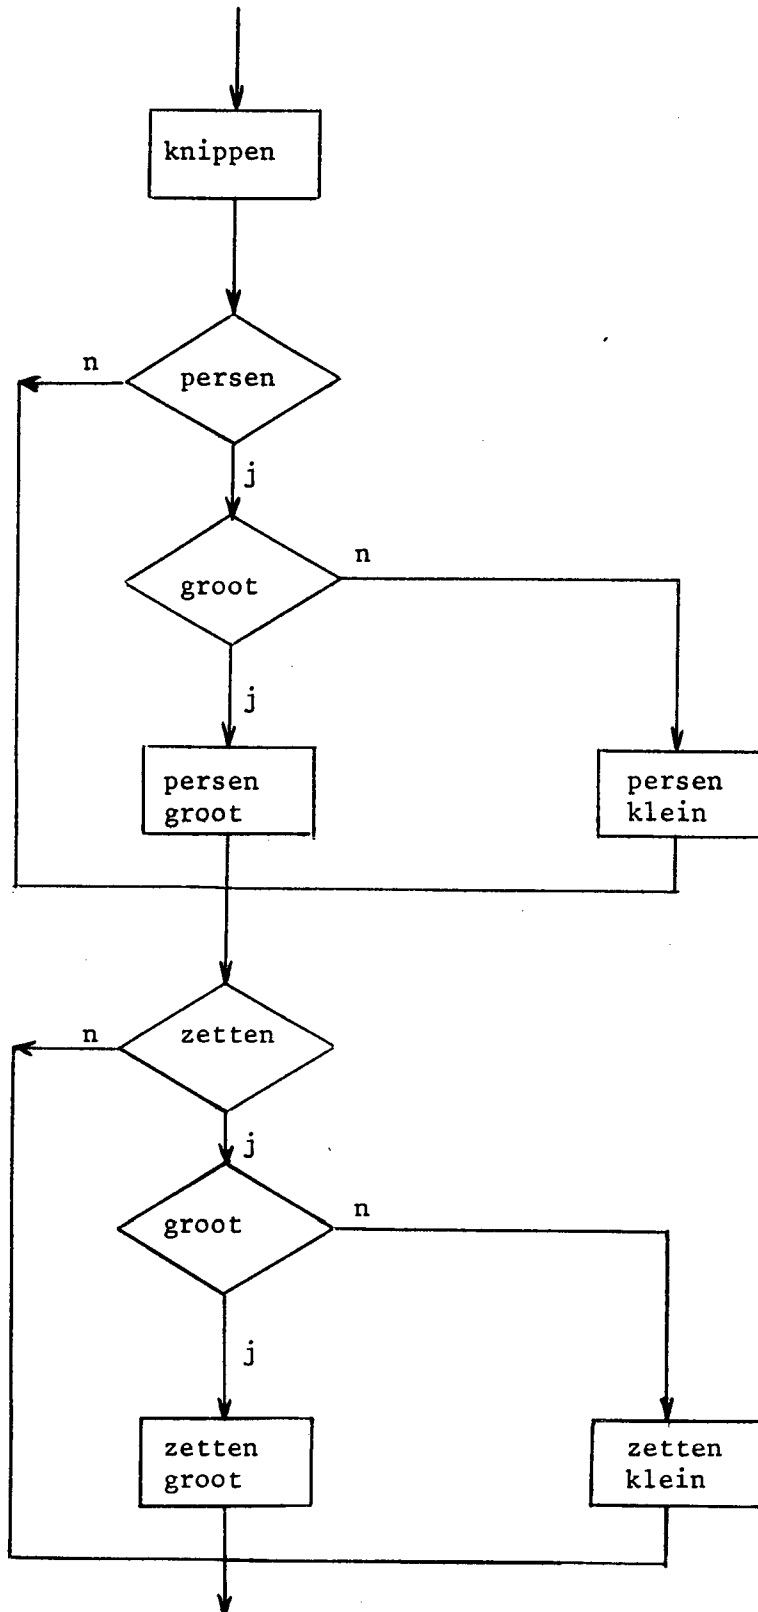 knippen
n
persen
j
n
groot
j
persen
groot
persen
klein
n
zetten
j
n
groot
j
zetten
groot
zetten
klein